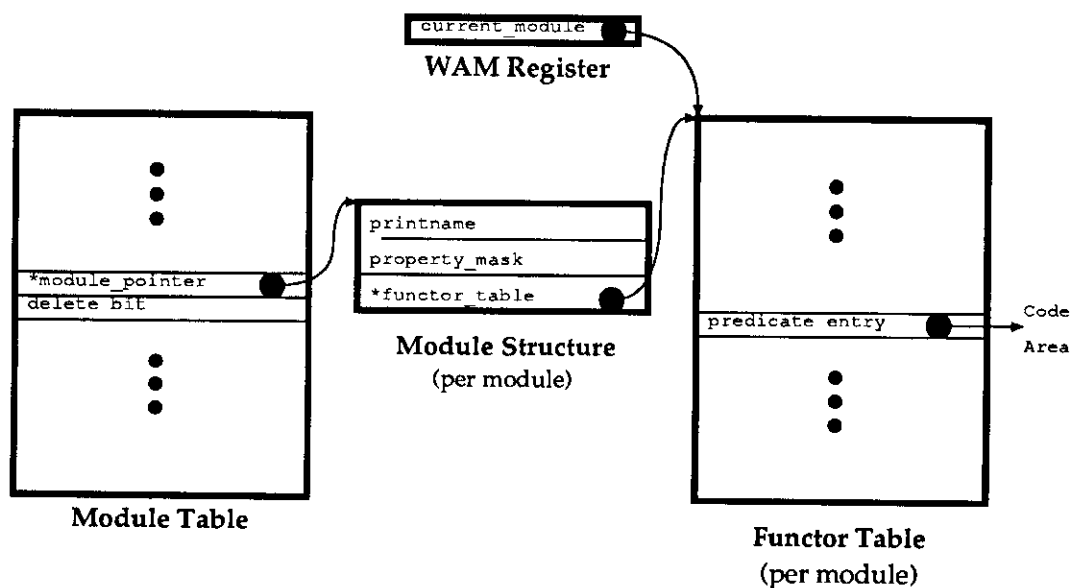 current_module
WAM Register
printname
property_mask
*functor_table
*module_pointer
delete bit
Module Structure
(per module)
predicate entry
Code
Area
Module Table
Functor Table
(per module)